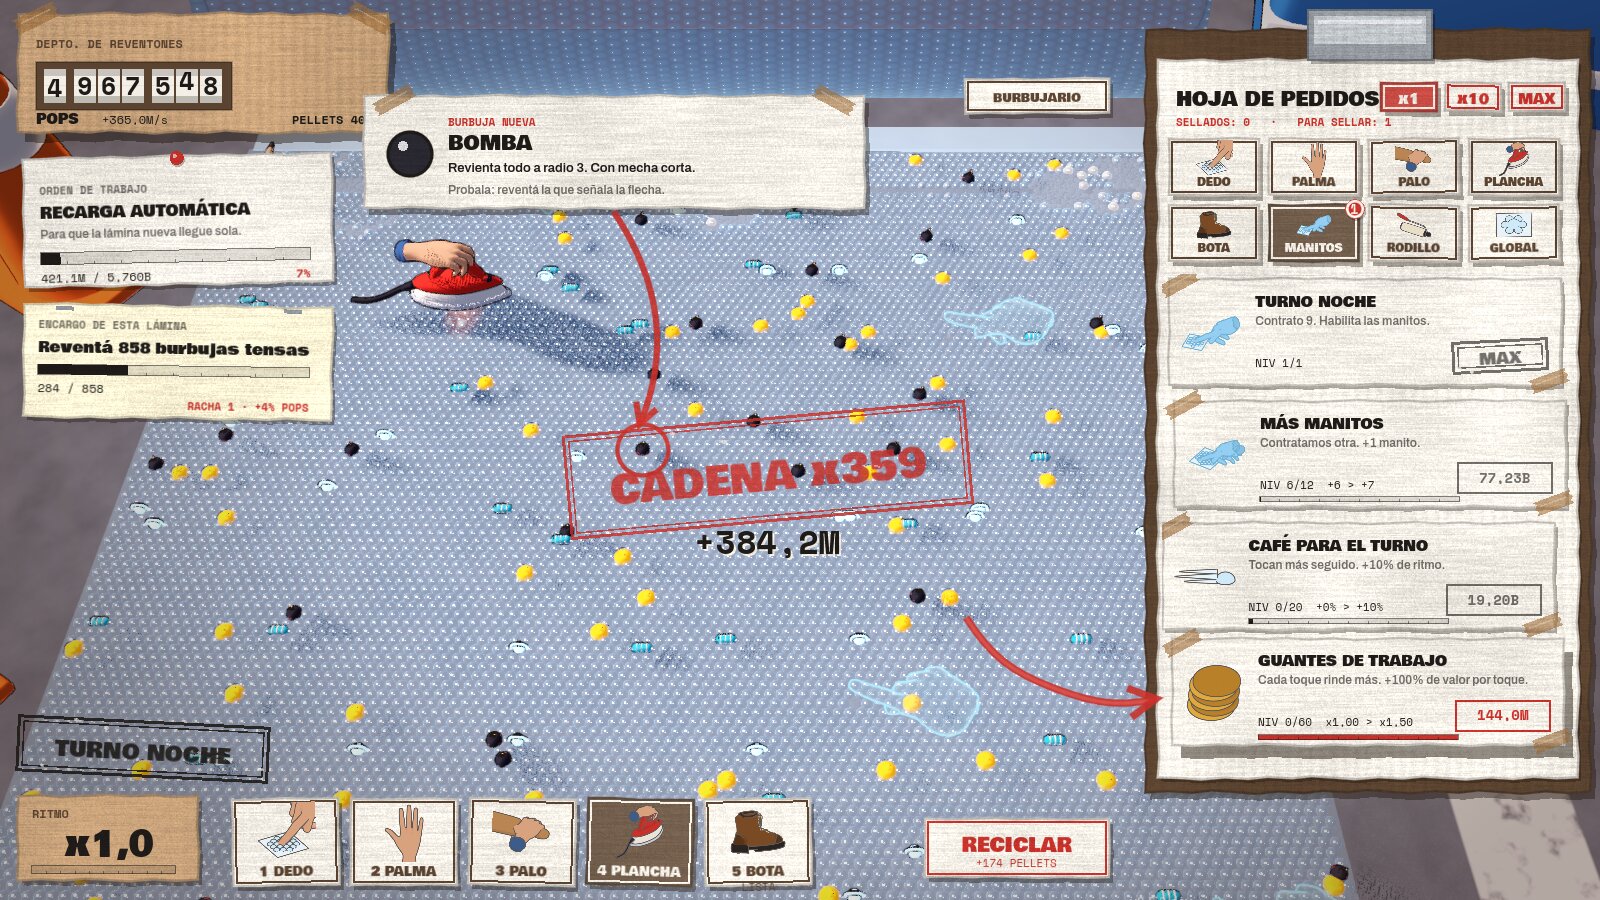 DEPTO. DE REVENTONES
4 967 548
POPS +365.0M/s PELLETS 40
ORDEN DE TRABAJO
RECARGA AUTOMÁTICA
Para que la lámina nueva llegue sola.
421.1M / 5.760B 7%
ENCARGO DE ESTA LÁMINA
Reventá 858 burbujas tensas
284 / 858
RACHA 1 · +4% POPS
BURBUJA NUEVA
BOMBA
Revienta todo a radio 3. Con mecha corta.
Probala: reventá la que señala la flecha.
BURBUJARIO
CADENA x359
+384,2M
TURNO NOCHE
RITMO
x1,0
1 DEDO
2 PALMA
3 PALO
4 PLANCHA
5 BOTA
LISTA
RECICLAR
+174 PELLETS
HOJA DE PEDIDOS x1 x10 MAX
SELLADOS: 0 · PARA SELLAR: 1
DEDO PALMA PALO PLANCHA
BOTA MANITOS 1 RODILLO GLOBAL
TURNO NOCHE
Contrato 9. Habilita las manitos.
NIV 1/1 MAX
MÁS MANITOS
Contratamos otra. +1 manito.
NIV 6/12 +6 > +7 77,23B
CAFÉ PARA EL TURNO
Tocan más seguido. +10% de ritmo.
NIV 0/20 +0% > +10% 19,20B
GUANTES DE TRABAJO
Cada toque rinde más. +100% de valor por toque.
NIV 0/60 x1,00 > x1,50 144,0M